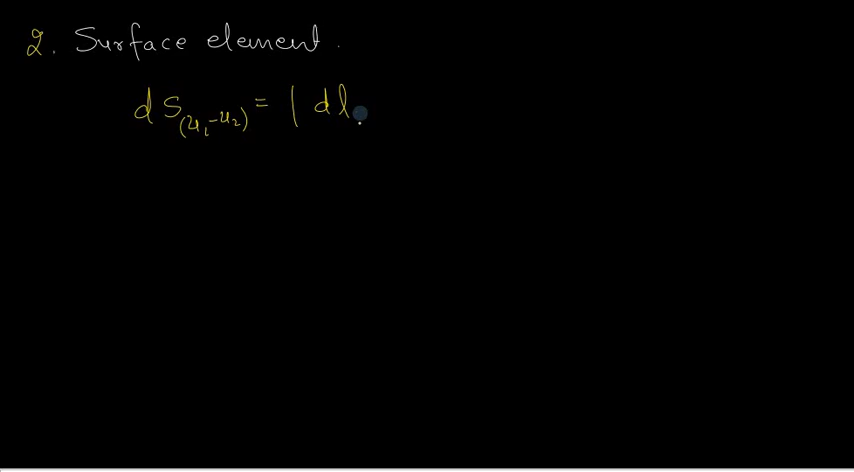 2. Surface element.
dS(u₁-u₂) = | dl